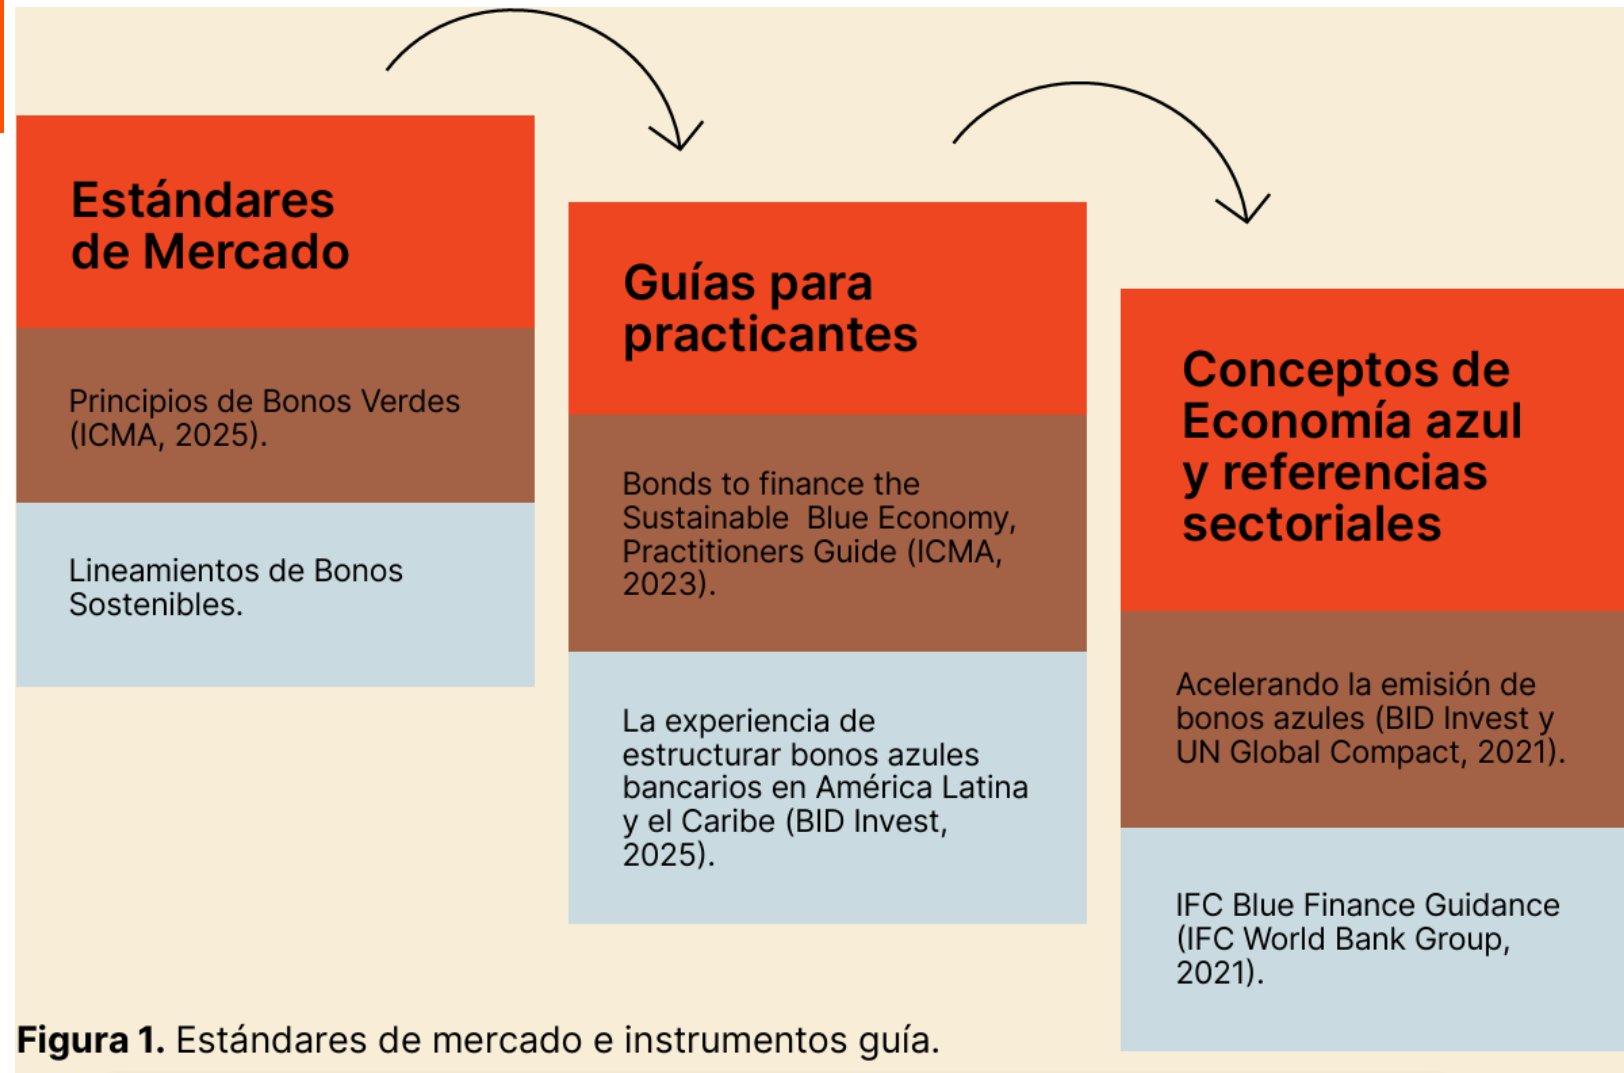 Estándares
de Mercado
Principios de Bonos Verdes
(ICMA, 2025).
Lineamientos de Bonos
Sostenibles.
Guías para
practicantes
Bonds to finance the
Sustainable  Blue Economy,
Practitioners Guide (ICMA,
2023).
La experiencia de
estructurar bonos azules
bancarios en América Latina
y el Caribe (BID Invest,
2025).
Conceptos de
Economía azul
y referencias
sectoriales
Acelerando la emisión de
bonos azules (BID Invest y
UN Global Compact, 2021).
IFC Blue Finance Guidance
(IFC World Bank Group,
2021).
Figura 1. Estándares de mercado e instrumentos guía.